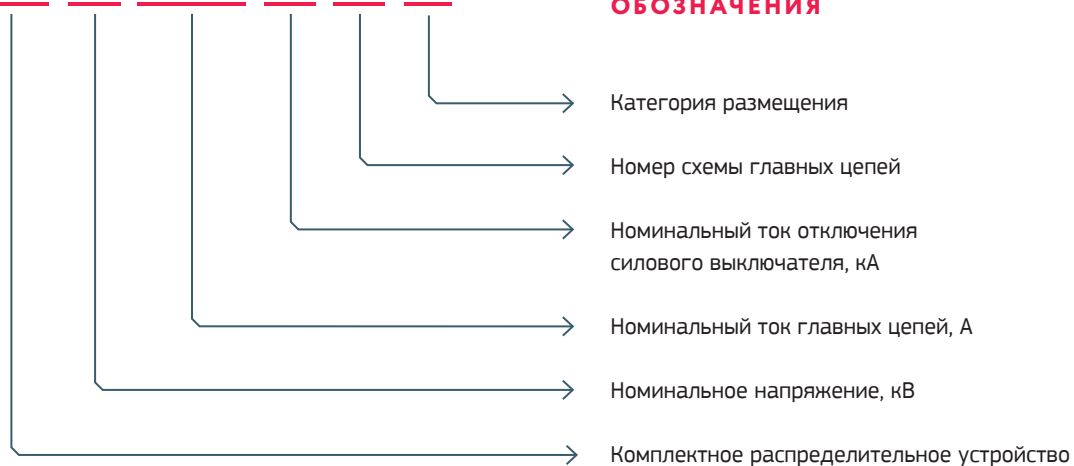 ОБОЗНАЧЕНИЯ
Категория размещения
Номер схемы главных цепей
Номинальный ток отключения
силового выключателя, кА
Номинальный ток главных цепей, А
Номинальное напряжение, кВ
Комплектное распределительное устройство